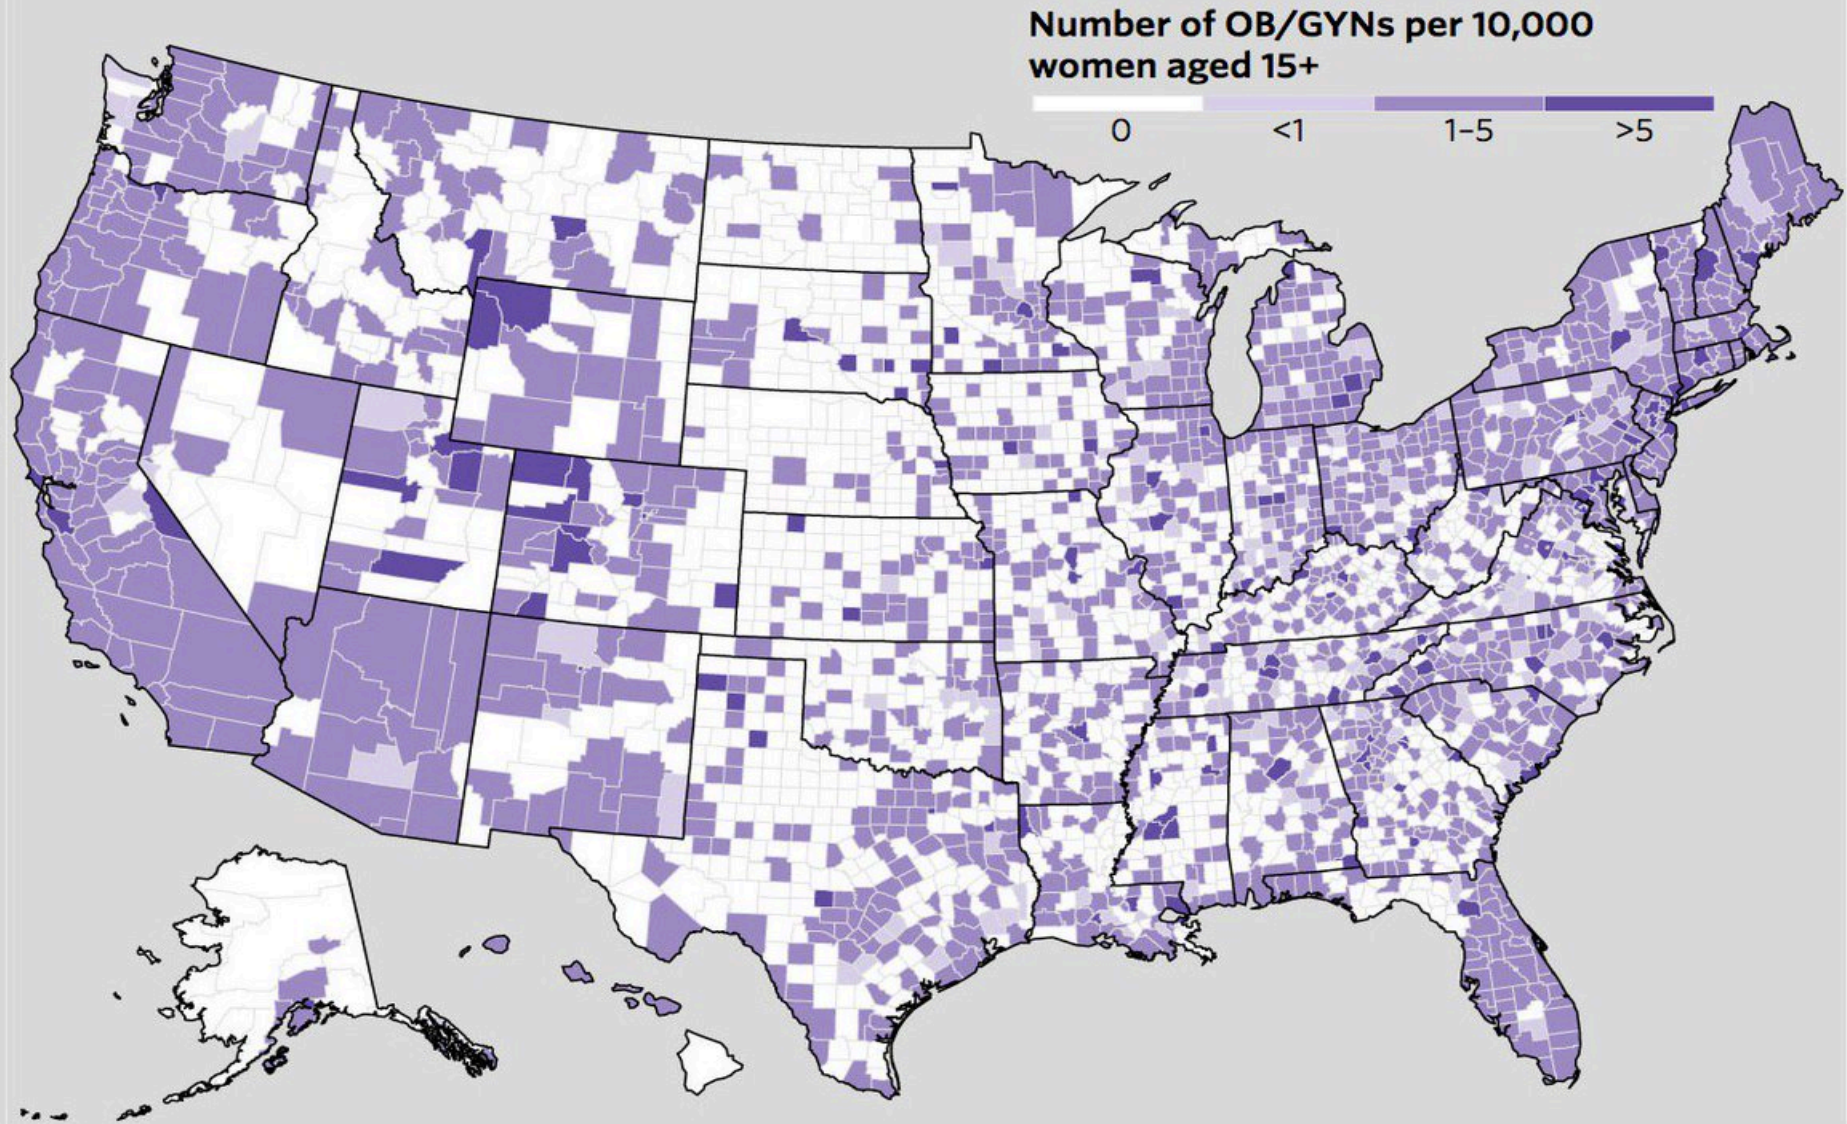 Number of OB/GYNs per 10,000
women aged 15+
0 <1 1–5 >5